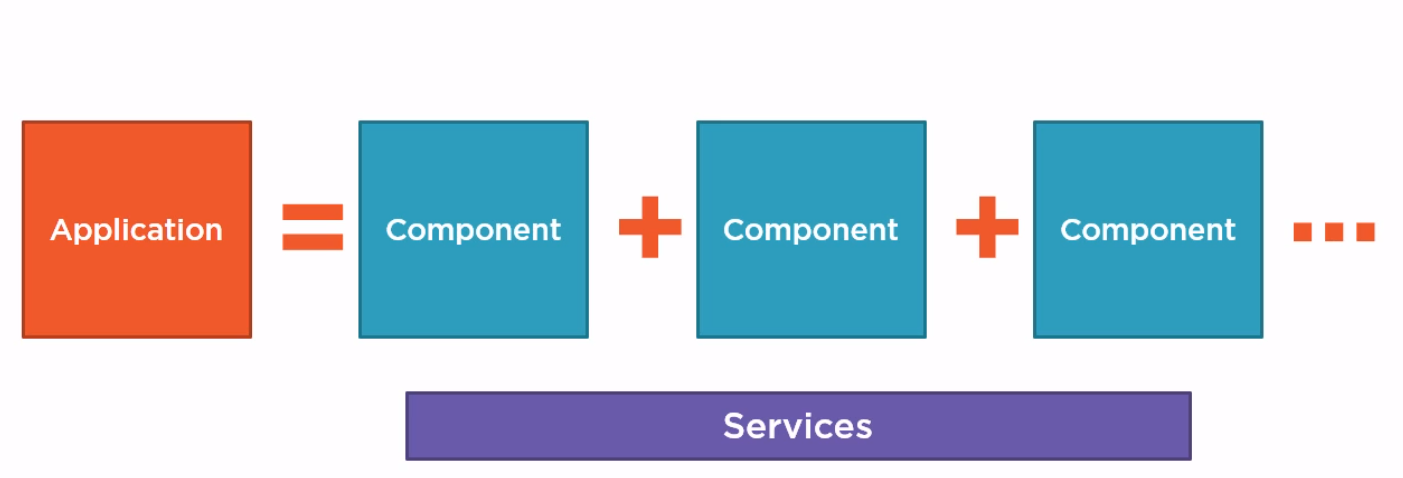 Application = Component + Component + Component ...
Services